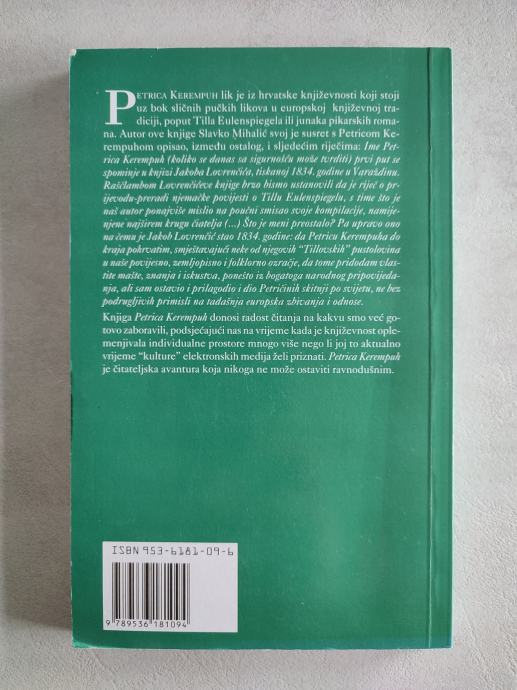 PETRICA KEREMPUH lik je iz hrvatske književnosti koji stoji
uz bok sličnih pučkih likova u europskoj književnoj tra-
diciji, poput Tilla Eulenspiegela ili junaka pikarskih roma-
na. Autor ove knjige Slavko Mihalić svoj je susret s Petricom Ke-
rempuhom opisao, između ostalog, i sljedećim riječima: Ime Pet-
rica Kerempuh (koliko se danas sa sigurnošću može tvrditi) prvi put se
spominje u knjizi Jakoba Lovrenčića, tiskanoj 1834. godine u Varaždinu.
Raščlambom Lovrenčićeve knjige brzo bismo ustanovili da je riječ o pri-
jevodu-preradi njemačke povijesti o Tillu Eulenspiegelu, s time što je
naš autor ponajviše mislio na poučni smisao svoje kompilacije, namije-
njene najširem krugu čiatelja (...) Što je meni preostalo? Pa upravo ono
na čemu je Jakob Lovrenčić stao 1834. godine: da Petricu Kerempuha do
kraja pohrvatim, smještavajući neke od njegovih “Tillovskih” pustolovina
u naše povijesno, zemljopisno i folklorno ozračje, da tome pridodam vlas-
tite mašte, znanja i iskustva, ponešto iz bogatoga narodnog pripovijeda-
nja, ali sam ostavio i prilagodio i dio Petričinih skitnji po svijetu, ne bez
podrugljivih primisli na tadašnja europska zbivanja i odnose.
Knjiga Petrica Kerempuh donosi radost čitanja na kakvu smo već go-
tovo zaboravili, podsjećajući nas na vrijeme kada je književnost ople-
menjivala individualne prostore mnogo više nego li joj to aktualno
vrijeme “kulture” elektronskih medija želi priznati. Petrica Kerempuh
je čitateljska avantura koja nikoga ne može ostaviti ravnodušnim.
ISBN 953-6181-09-6
9 789536 181094